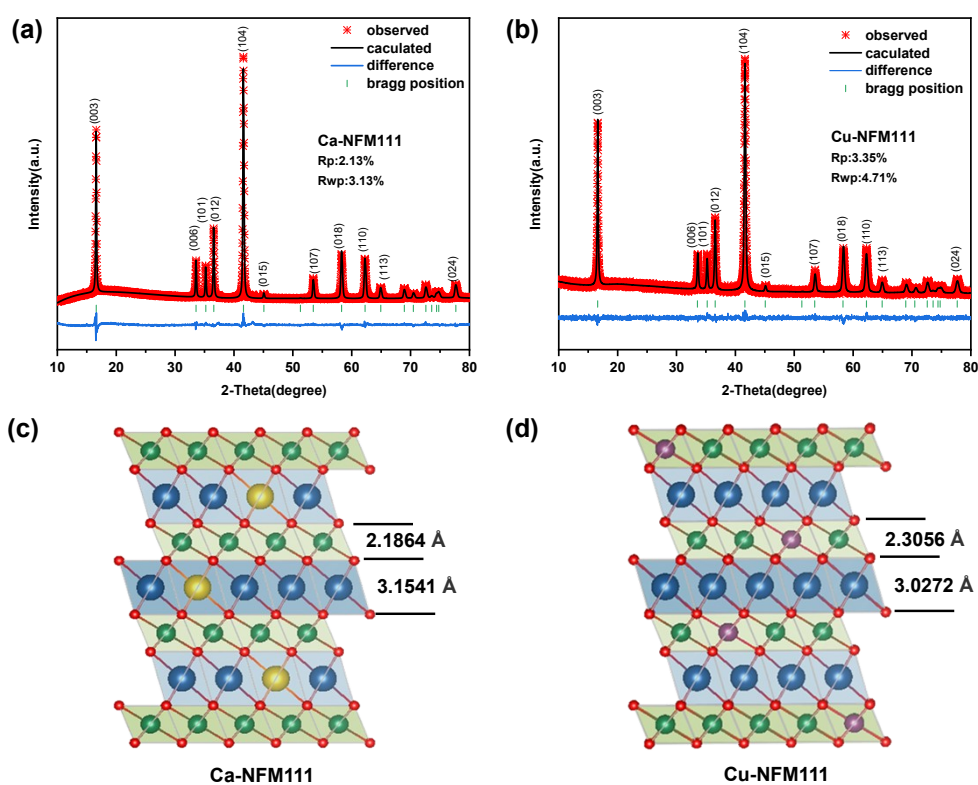 (a)
observed
caculated
difference
bragg position
Ca-NFM111
Rp:2.13%
Rwp:3.13%
(003)
(006)
(101)
(012)
(104)
(015)
(107)
(018)
(110)
(113)
(024)
Intensity(a.u.)
10 20 30 40 50 60 70 80
2-Theta(degree)
(b)
observed
caculated
difference
bragg position
Cu-NFM111
Rp:3.35%
Rwp:4.71%
(003)
(006)
(101)
(012)
(104)
(015)
(107)
(018)
(110)
(113)
(024)
Intensity(a.u.)
10 20 30 40 50 60 70 80
2-Theta(degree)
(c)
2.1864 Å
3.1541 Å
Ca-NFM111
(d)
2.3056 Å
3.0272 Å
Cu-NFM111